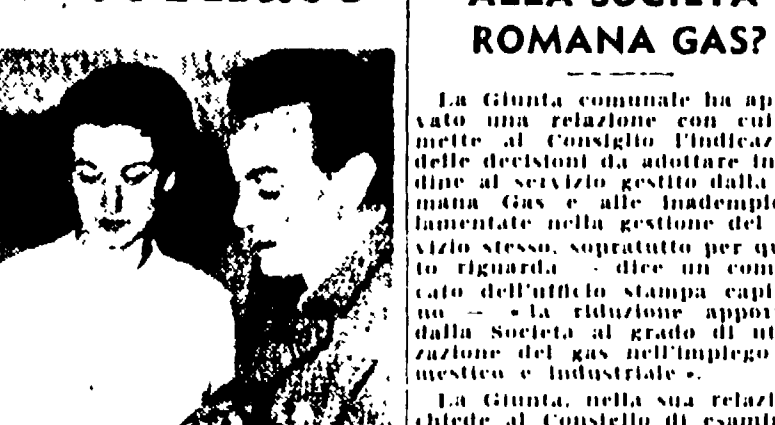 ALLA SOCIETÀ
ROMANA GAS?
La Giunta comunale ha ap
vato una relazione con cui
mette al Consiglio l'indicaz
delle decisioni da adottare in
dine al servizio gestito dalla
mana Gas e alle inademple
lamentate nella gestione del
vizio stesso, sopratutto per qu
to riguarda - dice un com
cato dell'ufficio stampa capi
no — « la riduzione appor
dalla Società al grado di ut
zazione del gas nell'impiego
mestico e industriale ».
La Giunta, nella sua relazi
chiede al Consiglio di esami